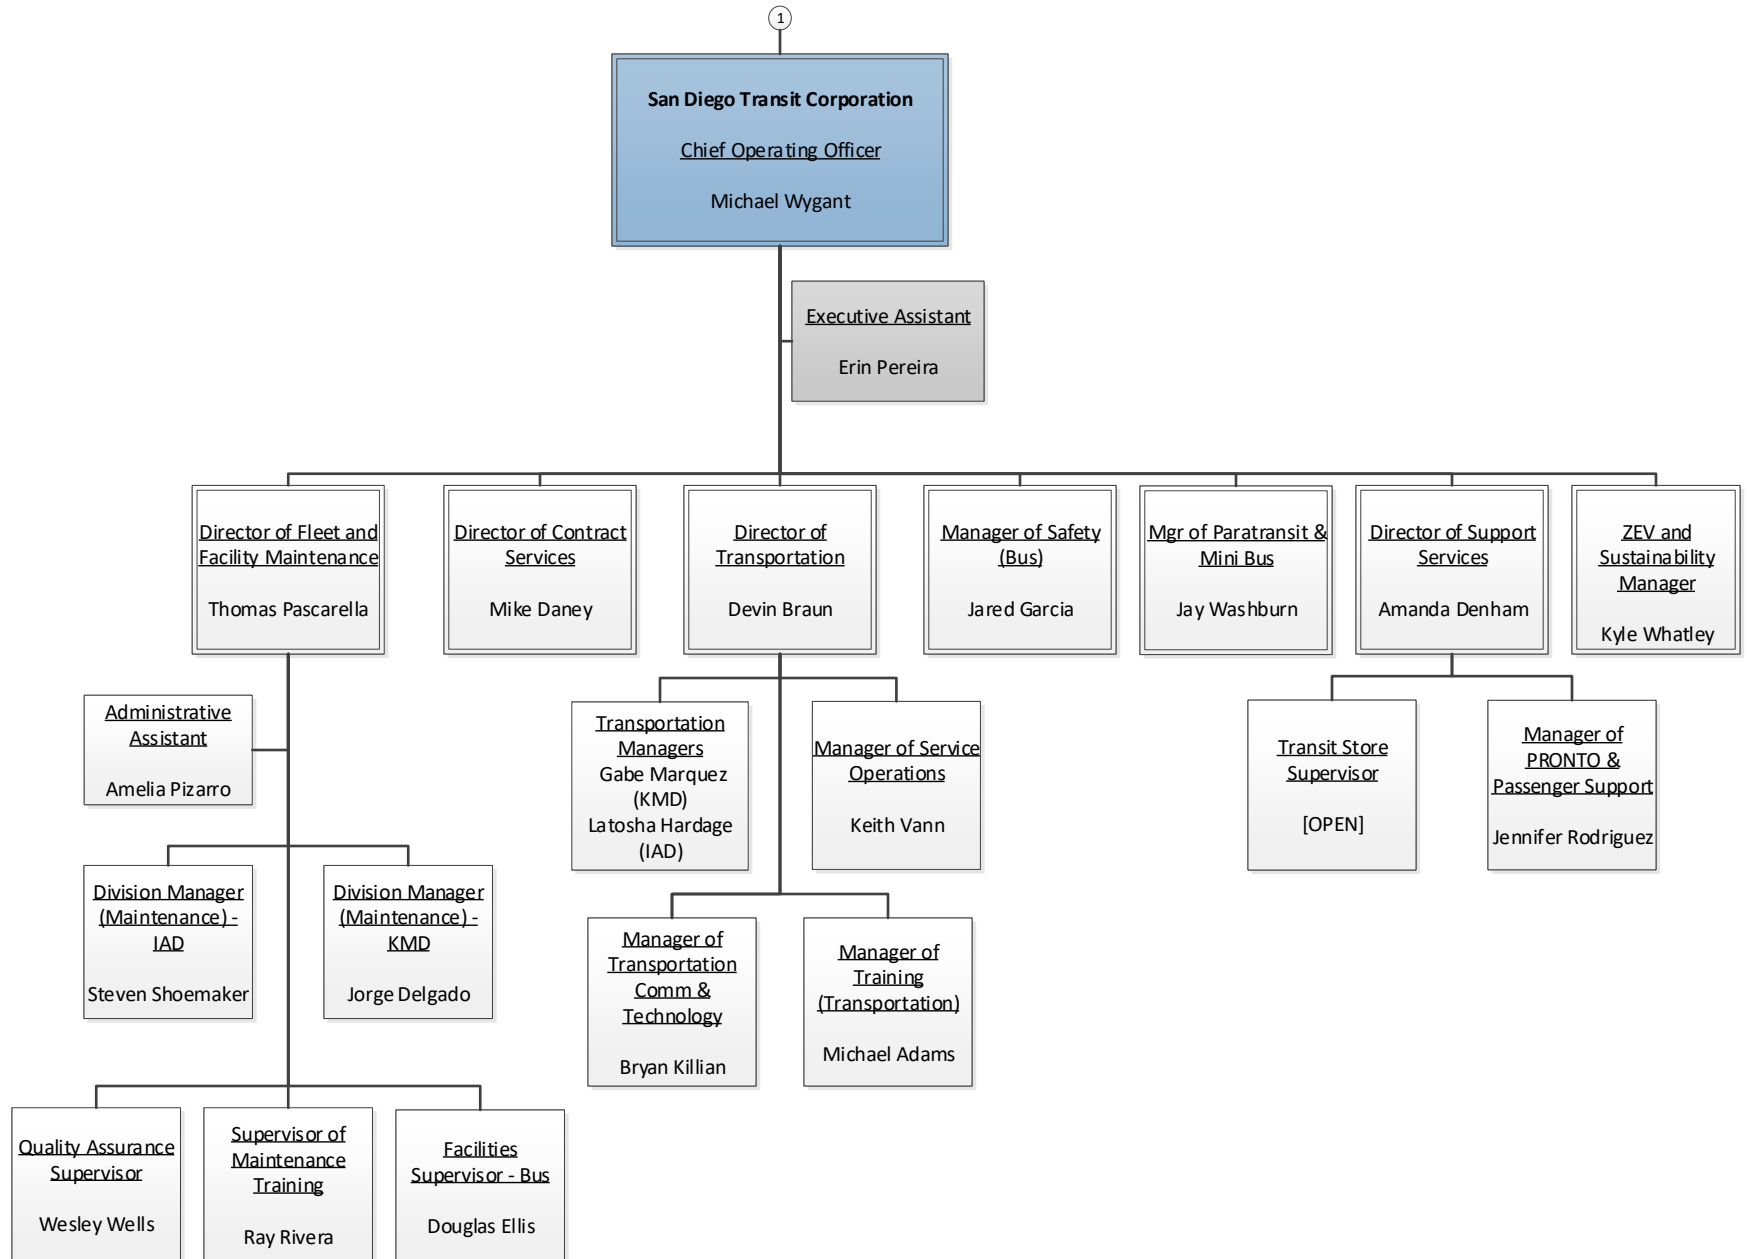 1
San Diego Transit Corporation
Chief Operating Officer
Michael Wygant
Executive Assistant
Erin Pereira
Director of Fleet and
Facility Maintenance
Thomas Pascarella
Director of Contract
Services
Mike Daney
Director of
Transportation
Devin Braun
Manager of Safety
(Bus)
Jared Garcia
Mgr of Paratransit &
Mini Bus
Jay Washburn
Director of Support
Services
Amanda Denham
ZEV and
Sustainability
Manager
Kyle Whatley
Administrative
Assistant
Amelia Pizarro
Transportation
Managers
Gabe Marquez
(KMD)
Latosha Hardage
(IAD)
Manager of Service
Operations
Keith Vann
Transit Store
Supervisor
[OPEN]
Manager of
PRONTO &
Passenger Support
Jennifer Rodriguez
Division Manager
(Maintenance) -
IAD
Steven Shoemaker
Division Manager
(Maintenance) -
KMD
Jorge Delgado
Manager of
Transportation
Comm &
Technology
Bryan Killian
Manager of
Training
(Transportation)
Michael Adams
Quality Assurance
Supervisor
Wesley Wells
Supervisor of
Maintenance
Training
Ray Rivera
Facilities
Supervisor - Bus
Douglas Ellis